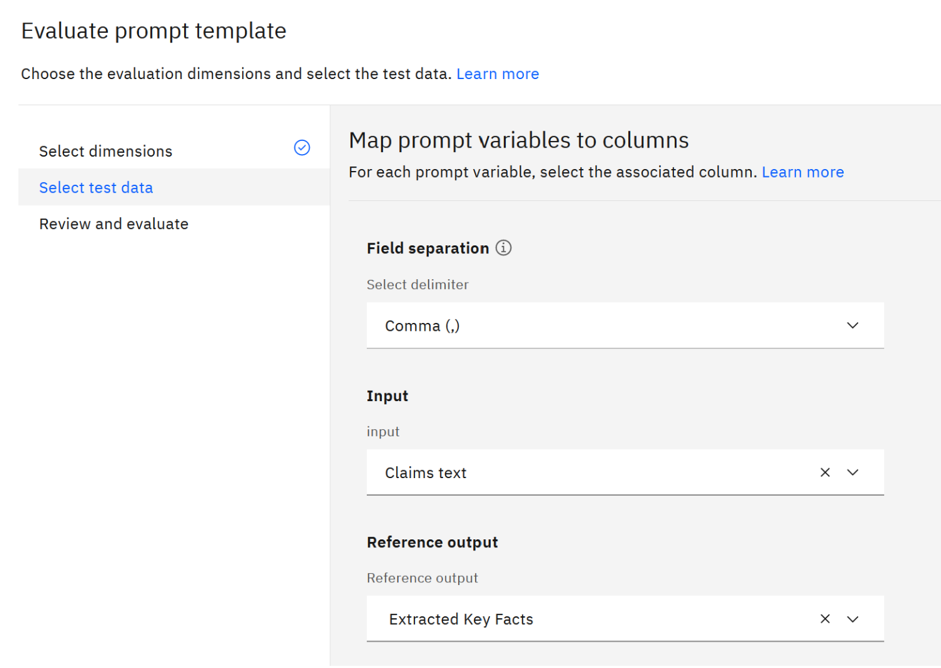 Evaluate prompt template
Choose the evaluation dimensions and select the test data. Learn more
Select dimensions
Select test data
Review and evaluate
Map prompt variables to columns
For each prompt variable, select the associated column. Learn more
Field separation
Select delimiter
Comma (,)
Input
input
Claims text
Reference output
Reference output
Extracted Key Facts